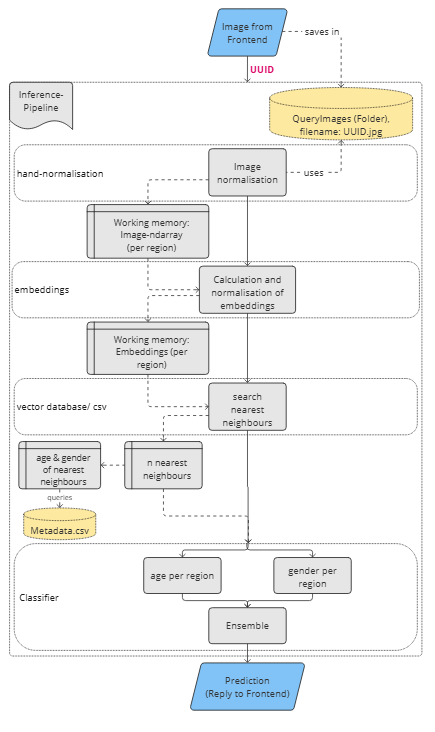 Image from
Frontend
saves in
UUID
Inference-
Pipeline
QueryImages (Folder),
filename: UUID.jpg
hand-normalisation
Image
normalisation
uses
Working memory:
Image-ndarray
(per region)
embeddings
Calculation and
normalisation of
embeddings
Working memory:
Embeddings (per
region)
vector database/ csv
search
nearest
neighbours
age & gender
of nearest
neighbours
n nearest
neighbours
queries
Metadata.csv
age per region
gender per
region
Classifier
Ensemble
Prediction
(Reply to Frontend)